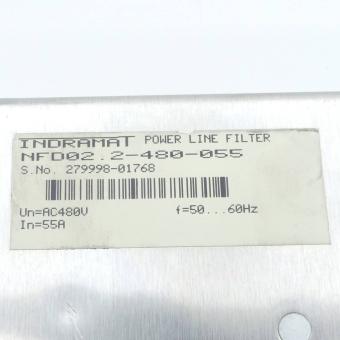 INDRAMAT POWER LINE FILTER
NFD02.2-480-055
S.No. 279998-01768
Un=AC480V f=50...60Hz
In=55A